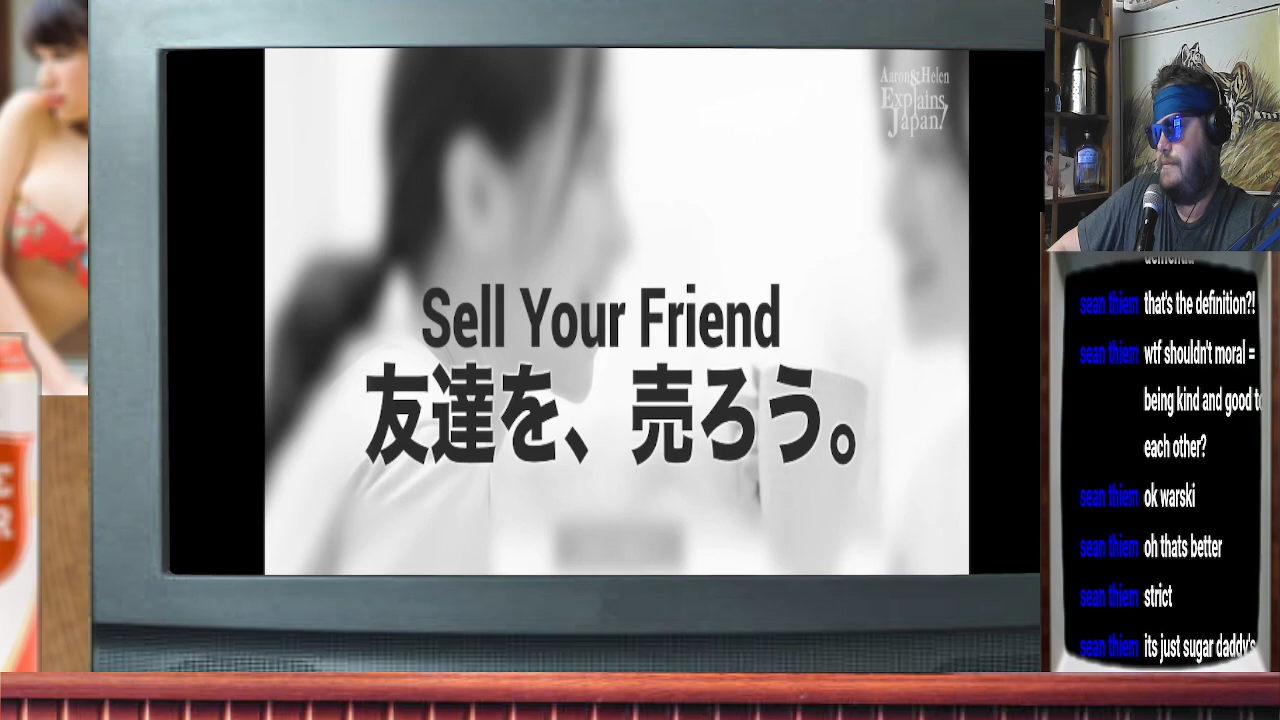 Aaron & Helen
Explains
Japan!
Sell Your Friend
友達を、売ろう。
sean thiem that's the definition?!
sean thiem wtf shouldn't moral =
being kind and good to
each other?
sean thiem ok warski
sean thiem oh thats better
sean thiem strict
sean thiem its just sugar daddy's